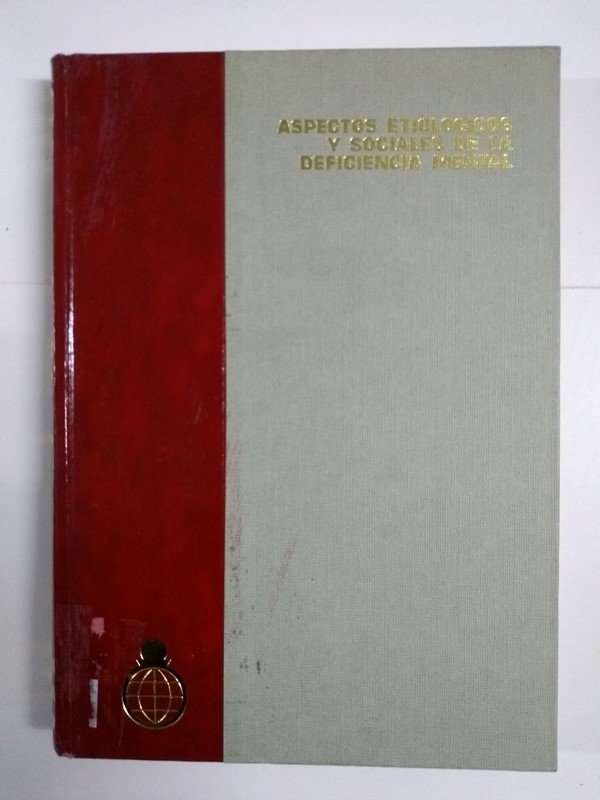 ASPECTOS ETIOLOGICOS
Y SOCIALES DE LA
DEFICIENCIA MENTAL